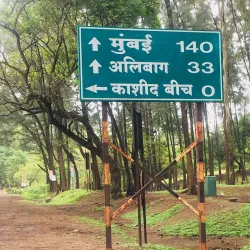 ↑ मुंबई 140
↑ अलिबाग 33
← काशीद बीच 0